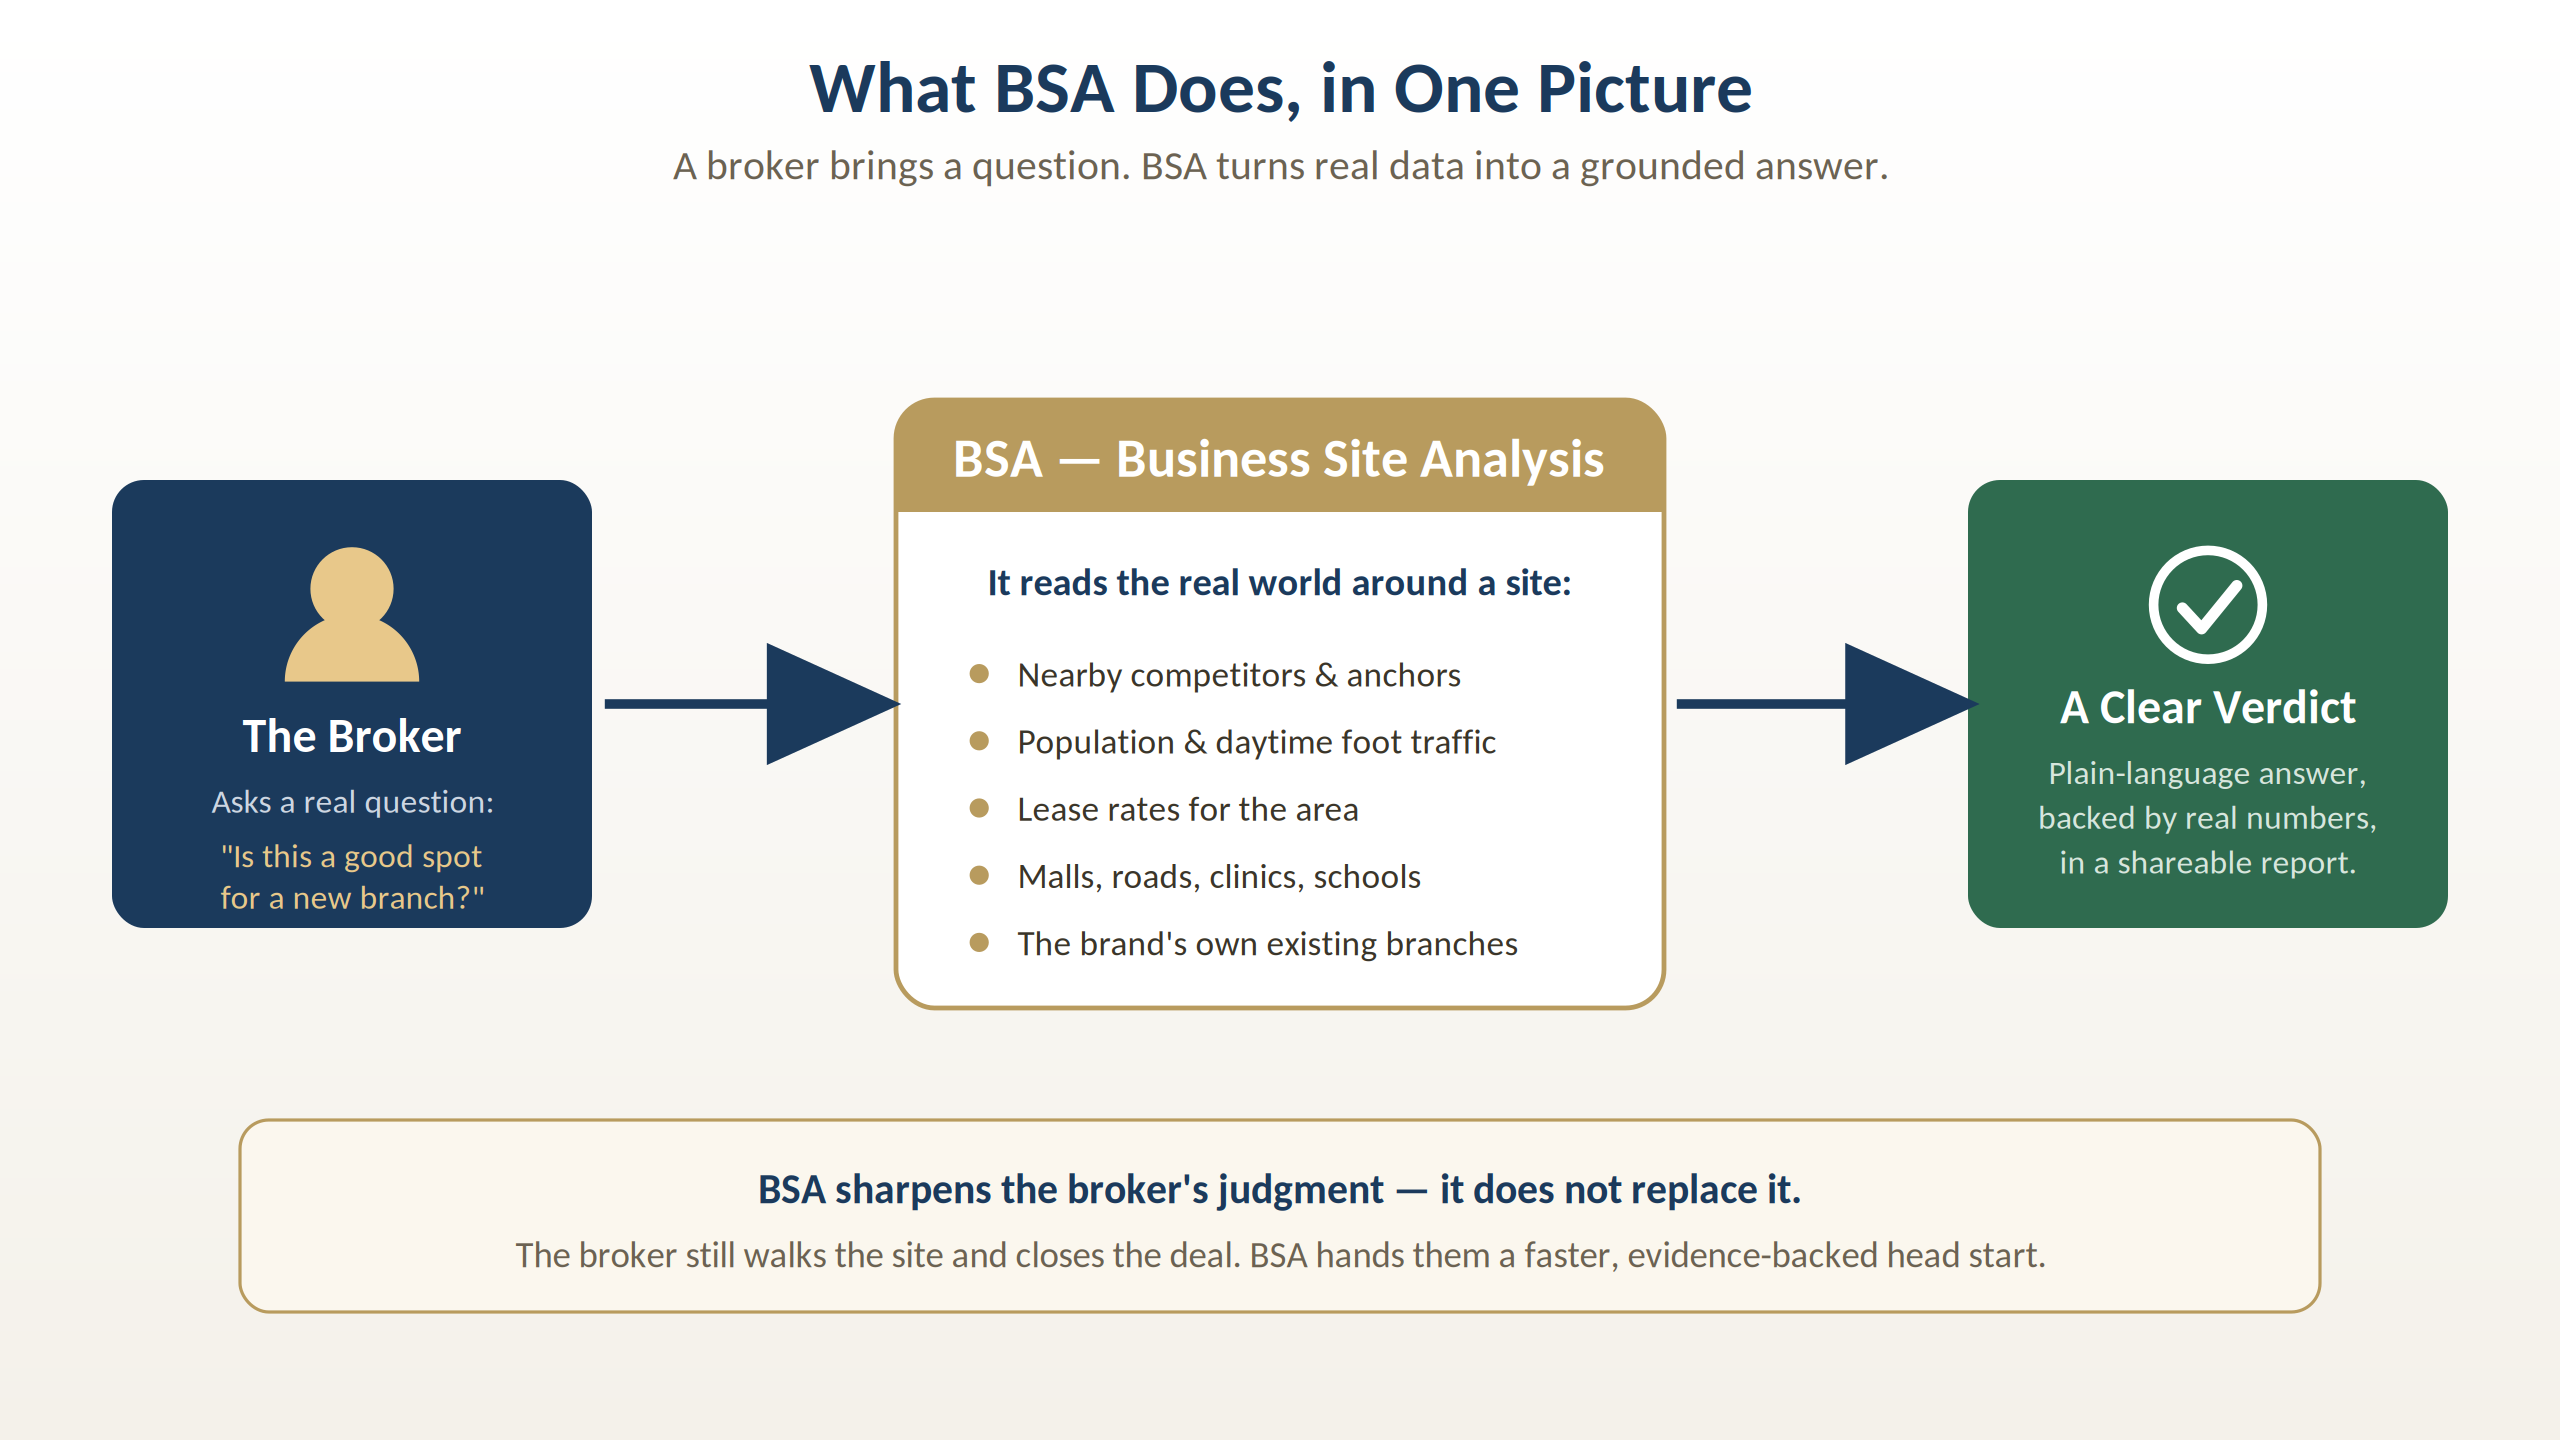 What BSA Does, in One Picture
A broker brings a question. BSA turns real data into a grounded answer.
The Broker
Asks a real question:
"Is this a good spot
for a new branch?"
BSA — Business Site Analysis
It reads the real world around a site:
Nearby competitors & anchors
Population & daytime foot traffic
Lease rates for the area
Malls, roads, clinics, schools
The brand's own existing branches
A Clear Verdict
Plain-language answer,
backed by real numbers,
in a shareable report.
BSA sharpens the broker's judgment — it does not replace it.
The broker still walks the site and closes the deal. BSA hands them a faster, evidence-backed head start.